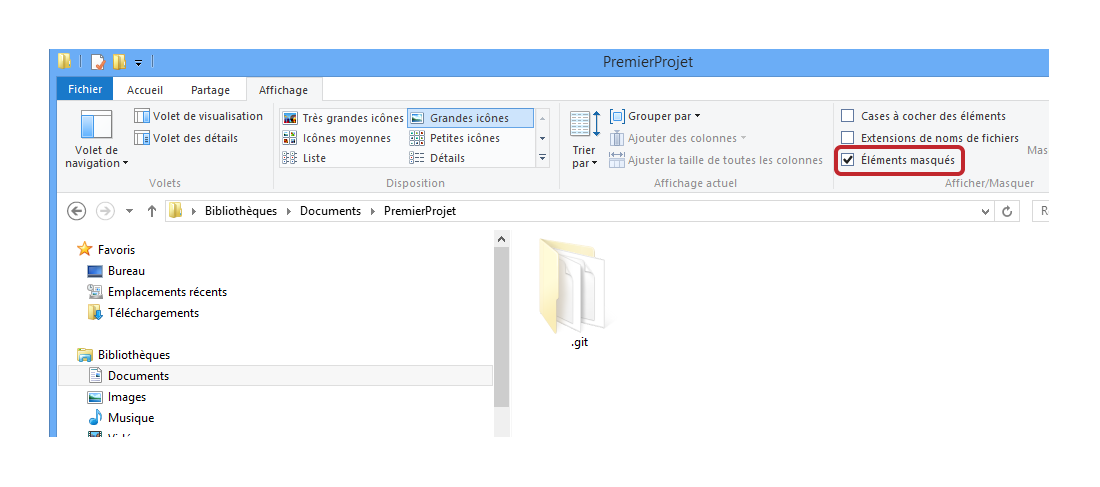 PremierProjet
Fichier Accueil Partage Affichage
Volet de navigation
Volet de visualisation
Volet des détails
Volets
Très grandes icônes Grandes icônes
Icônes moyennes Petites icônes
Liste Détails
Disposition
Trier par
Grouper par
Ajouter des colonnes
Ajuster la taille de toutes les colonnes
Affichage actuel
Cases à cocher des éléments
Extensions de noms de fichiers
Éléments masqués
Afficher/Masquer
Bibliothèques Documents PremierProjet
Favoris
Bureau
Emplacements récents
Téléchargements
Bibliothèques
Documents
Images
Musique
.git